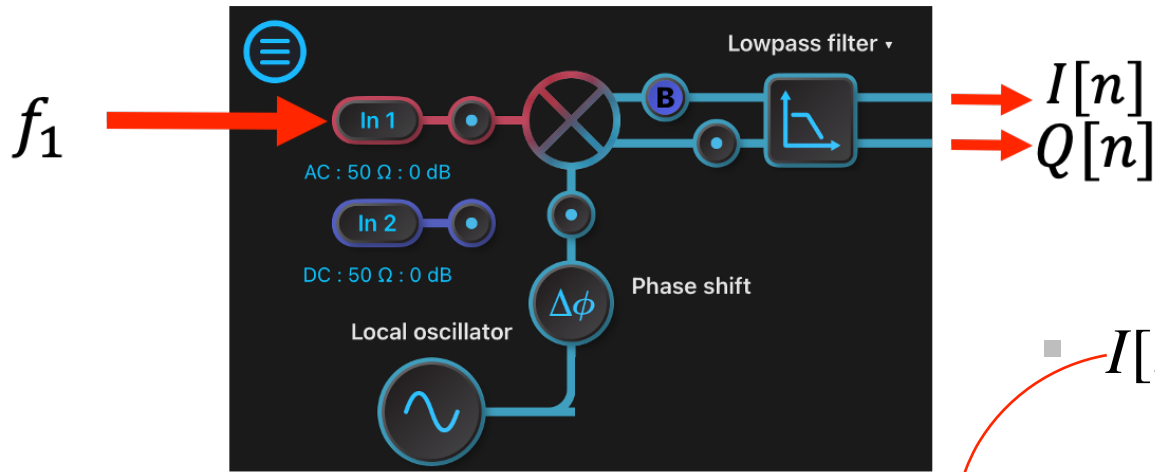 Lowpass filter ▾
f₁
In 1
B
I[n]
Q[n]
AC : 50 Ω : 0 dB
In 2
DC : 50 Ω : 0 dB
Δϕ
Phase shift
Local oscillator
I[